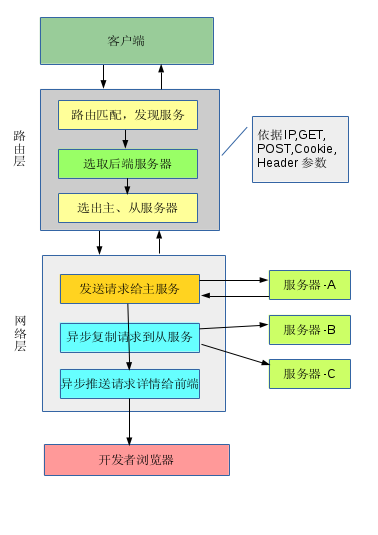 客户端
路由层
路由匹配，发现服务
选取后端服务器
选出主、从服务器
依据IP,GET,
POST,Cookie,
Header 参数
网络层
发送请求给主服务
异步复制请求到从服务
异步推送请求详情给前端
服务器-A
服务器-B
服务器-C
开发者浏览器